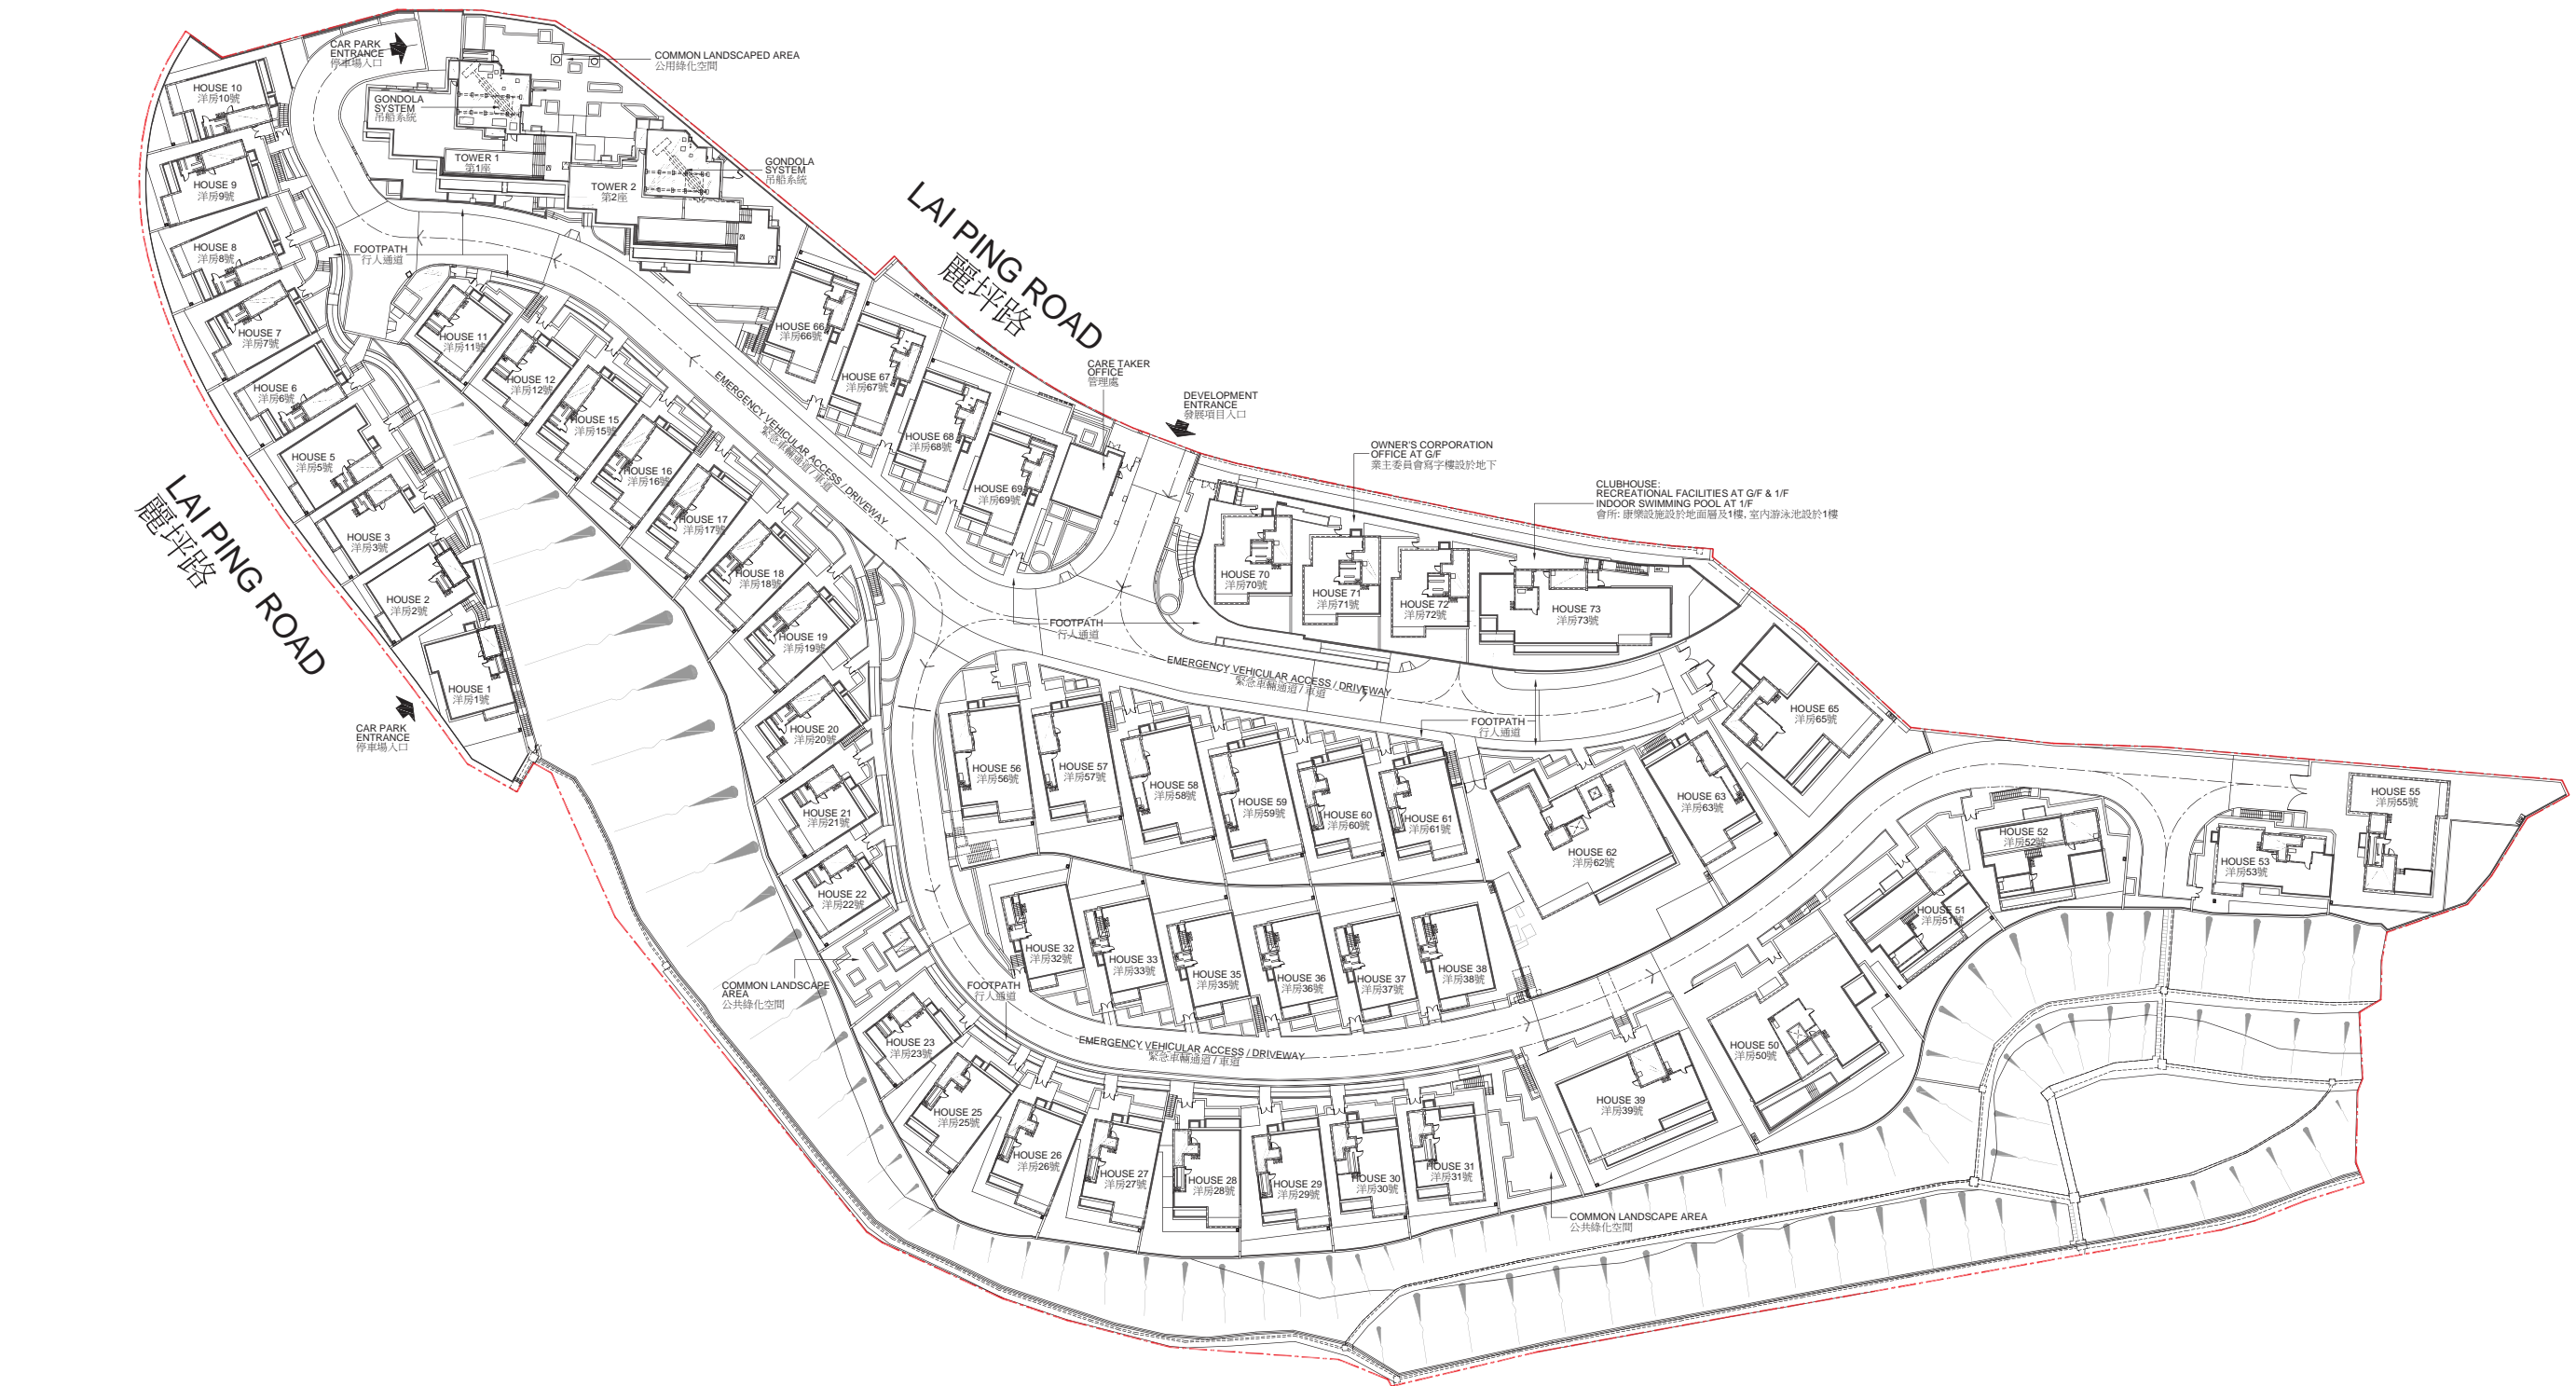 CAR PARK
ENTRANCE
停車場入口
COMMON LANDSCAPED AREA
公用綠化空間
HOUSE 10
洋房10號
GONDOLA
SYSTEM
吊船系統
TOWER 1
第1座
GONDOLA
SYSTEM
吊船系統
TOWER 2
第2座
HOUSE 9
洋房9號
HOUSE 8
洋房8號
FOOTPATH
行人通道
LAI PING ROAD
麗坪路
HOUSE 7
洋房7號
HOUSE 11
洋房11號
HOUSE 66
洋房66號
HOUSE 6
洋房6號
HOUSE 12
洋房12號
HOUSE 67
洋房67號
CARE TAKER
OFFICE
管理處
EMERGENCY VEHICULAR ACCESS / DRIVEWAY
緊急車輛通道 / 車道
DEVELOPMENT
ENTRANCE
發展項目入口
HOUSE 15
洋房15號
HOUSE 68
洋房68號
OWNER'S CORPORATION
OFFICE AT G/F
業主委員會寫字樓設於地下
HOUSE 5
洋房5號
HOUSE 16
洋房16號
HOUSE 69
洋房69號
CLUBHOUSE:
RECREATIONAL FACILITIES AT G/F & 1/F
INDOOR SWIMMING POOL AT 1/F
會所: 康樂設施設於地面層及1樓, 室內游泳池設於1樓
LAI PING ROAD
麗坪路
HOUSE 3
洋房3號
HOUSE 17
洋房17號
HOUSE 18
洋房18號
HOUSE 70
洋房70號
HOUSE 71
洋房71號
HOUSE 72
洋房72號
HOUSE 73
洋房73號
HOUSE 2
洋房2號
HOUSE 19
洋房19號
FOOTPATH
行人通道
EMERGENCY VEHICULAR ACCESS / DRIVEWAY
緊急車輛通道 / 車道
HOUSE 1
洋房1號
CAR PARK
ENTRANCE
停車場入口
HOUSE 20
洋房20號
FOOTPATH
行人通道
HOUSE 65
洋房65號
HOUSE 56
洋房56號
HOUSE 57
洋房57號
HOUSE 58
洋房58號
HOUSE 59
洋房59號
HOUSE 60
洋房60號
HOUSE 61
洋房61號
HOUSE 63
洋房63號
HOUSE 55
洋房55號
HOUSE 21
洋房21號
HOUSE 62
洋房62號
HOUSE 52
洋房52號
HOUSE 53
洋房53號
HOUSE 22
洋房22號
HOUSE 51
洋房51號
HOUSE 32
洋房32號
HOUSE 33
洋房33號
HOUSE 35
洋房35號
HOUSE 36
洋房36號
HOUSE 37
洋房37號
HOUSE 38
洋房38號
COMMON LANDSCAPE
AREA
公共綠化空間
FOOTPATH
行人通道
HOUSE 23
洋房23號
EMERGENCY VEHICULAR ACCESS / DRIVEWAY
緊急車輛通道 / 車道
HOUSE 50
洋房50號
HOUSE 39
洋房39號
HOUSE 25
洋房25號
HOUSE 26
洋房26號
HOUSE 27
洋房27號
HOUSE 28
洋房28號
HOUSE 29
洋房29號
HOUSE 30
洋房30號
HOUSE 31
洋房31號
COMMON LANDSCAPE AREA
公共綠化空間